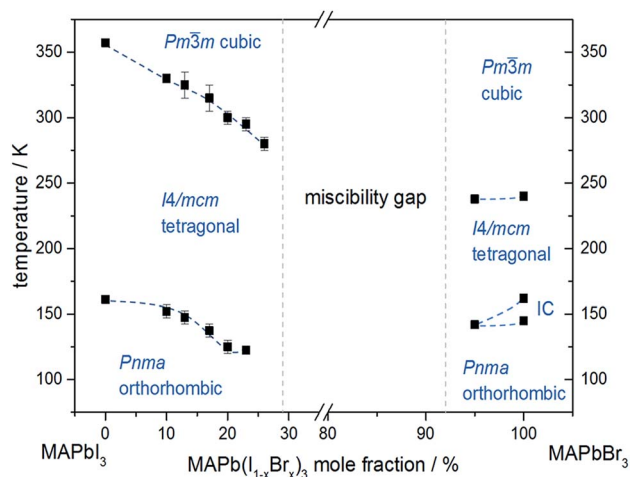 350
300
250
200
150
100
temperature / K
Pm3̅m cubic
I4/mcm
tetragonal
Pnma
orthorhombic
miscibility gap
Pm3̅m
cubic
I4/mcm
tetragonal
IC
Pnma
orthorhombic
350
300
250
200
150
100
0 10 20 30 80 90 100
MAPbI₃
MAPb(I₁₋ₓBrₓ)₃ mole fraction / %
MAPbBr₃